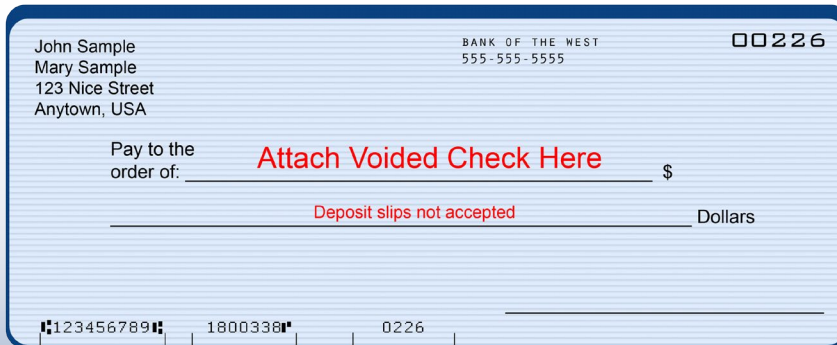 John Sample
Mary Sample
123 Nice Street
Anytown, USA
BANK OF THE WEST
555-555-5555
00226
Pay to the
order of: Attach Voided Check Here $
Deposit slips not accepted Dollars
⑆123456789⑆ 1800338⑈ 0226